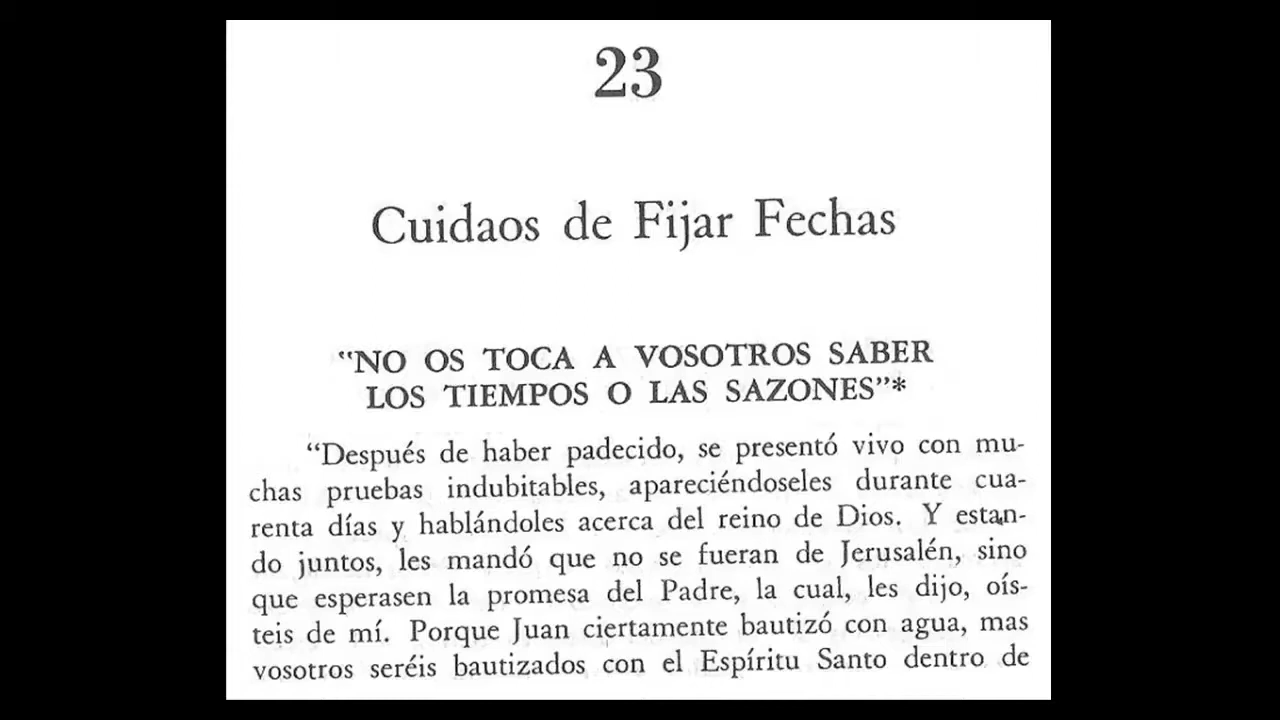 23
Cuidaos de Fijar Fechas
"NO OS TOCA A VOSOTROS SABER
LOS TIEMPOS O LAS SAZONES"*
"Después de haber padecido, se presentó vivo con mu-
chas pruebas indubitables, apareciéndoseles durante cua-
renta días y hablándoles acerca del reino de Dios. Y estan-
do juntos, les mandó que no se fueran de Jerusalén, sino
que esperasen la promesa del Padre, la cual, les dijo, oís-
teis de mí. Porque Juan ciertamente bautizó con agua, mas
vosotros seréis bautizados con el Espíritu Santo dentro de